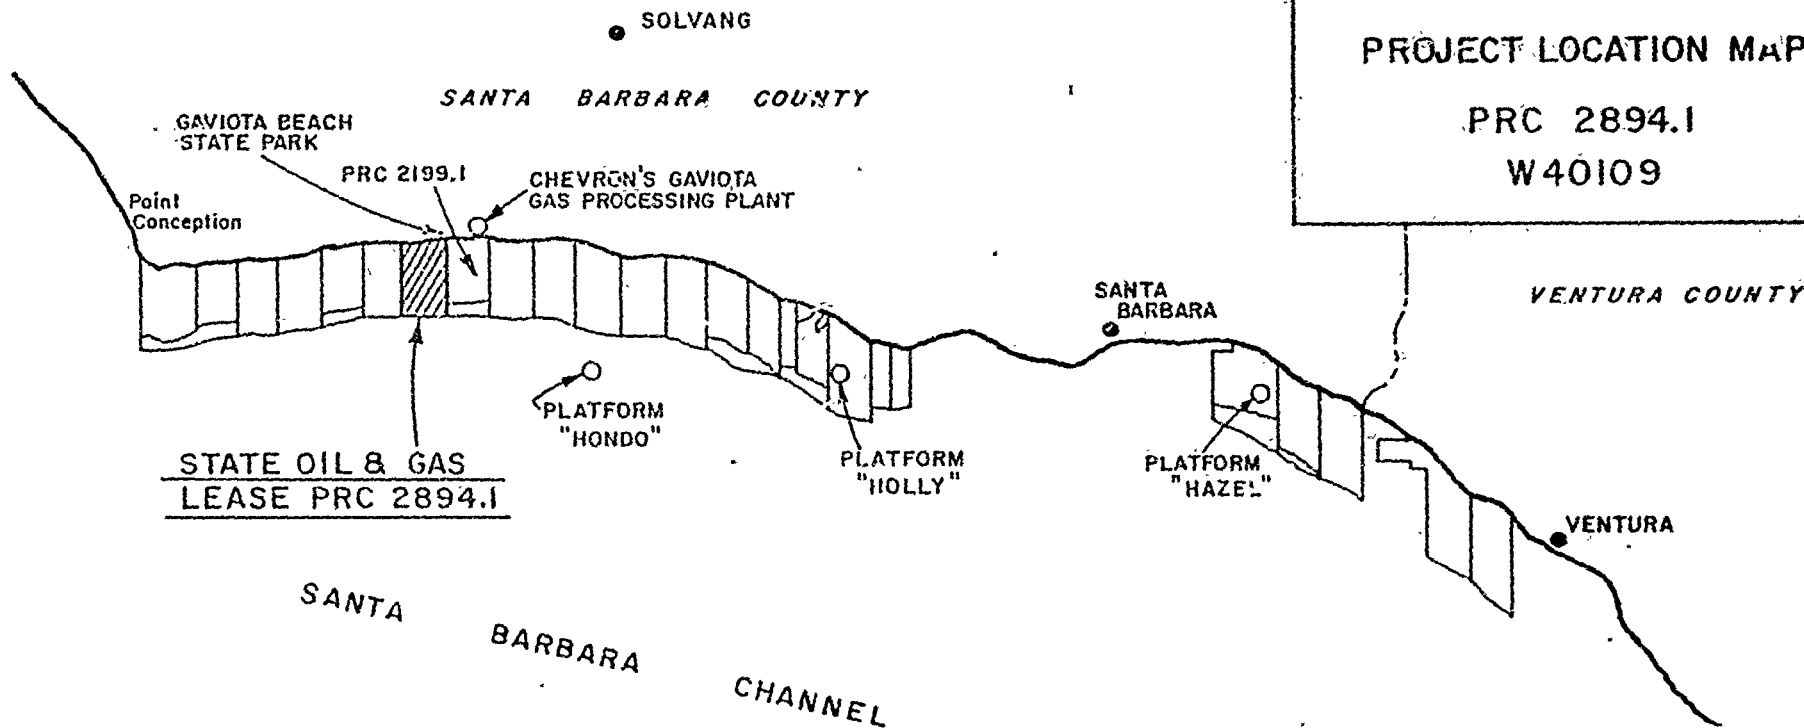 SOLVANG
PROJECT LOCATION MAP
PRC 2894.1
W40109
SANTA BARBARA COUNTY
GAVIOTA BEACH
STATE PARK
PRC 2199.1
CHEVRON'S GAVIOTA
GAS PROCESSING PLANT
Point
Conception
VENTURA COUNTY
SANTA
BARBARA
PLATFORM
"HONDO"
PLATFORM
"HOLLY"
PLATFORM
"HAZEL"
STATE OIL & GAS
LEASE PRC 2894.1
VENTURA
SANTA BARBARA CHANNEL